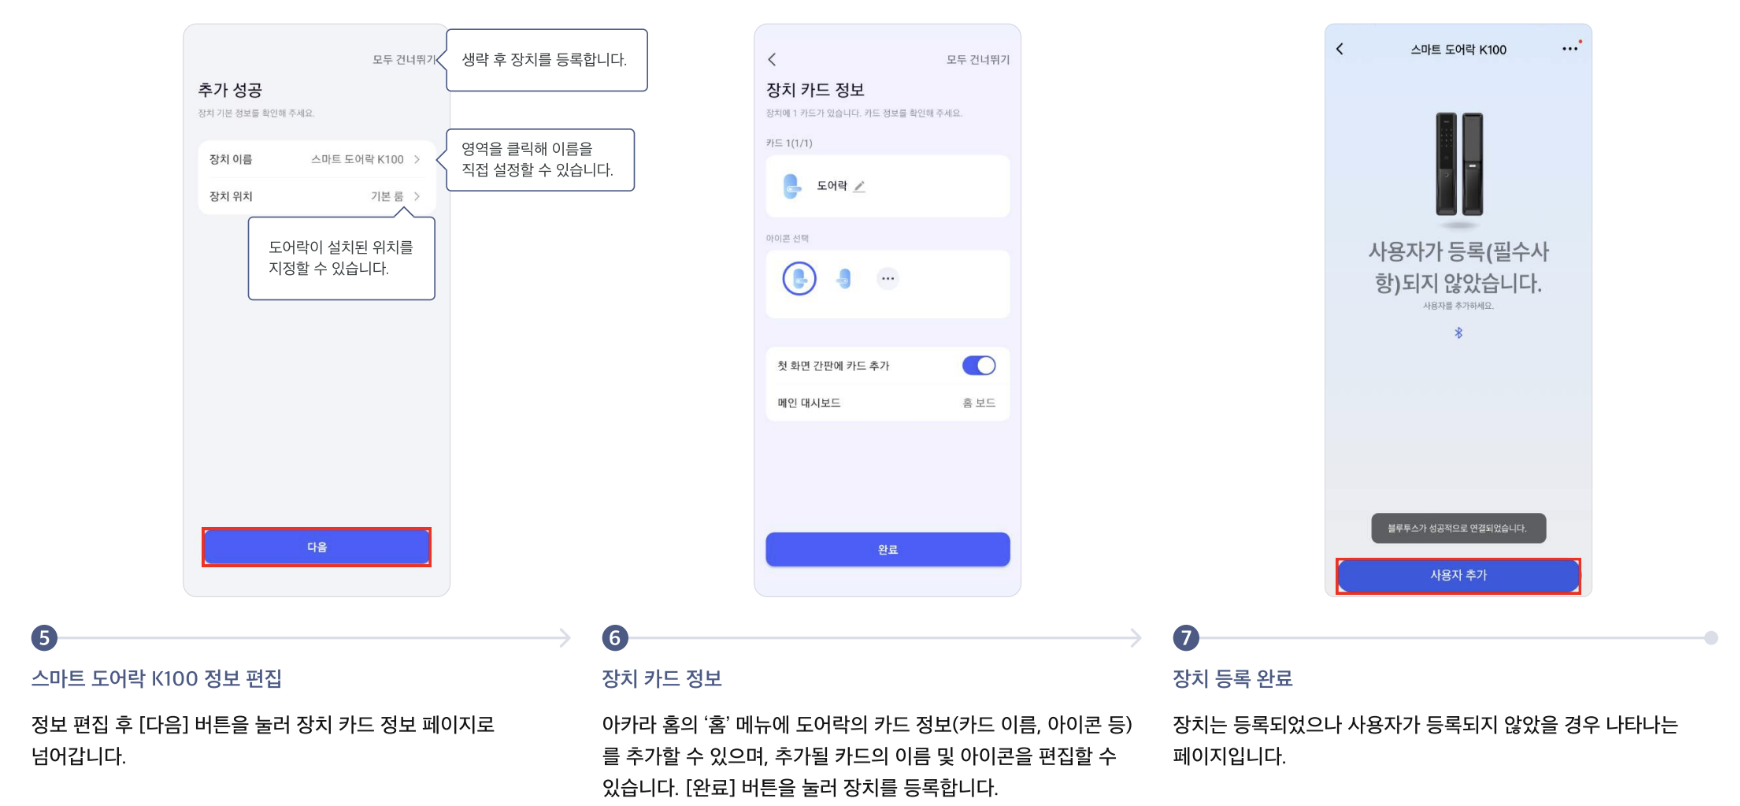 모두 건너뛰기
생략 후 장치를 등록합니다.
추가 성공
장치 기본 정보를 확인해 주세요.
장치 이름
스마트 도어락 K100
영역을 클릭해 이름을
직접 설정할 수 있습니다.
장치 위치
기본 룸
도어락이 설치된 위치를
지정할 수 있습니다.
다음
5
스마트 도어락 K100 정보 편집
정보 편집 후 [다음] 버튼을 눌러 장치 카드 정보 페이지로
넘어갑니다.
모두 건너뛰기
장치 카드 정보
장치에 1 카드가 있습니다. 카드 정보를 확인해 주세요.
카드 1(1/1)
도어락
아이콘 선택
첫 화면 간판에 카드 추가
메인 대시보드
홈 보드
완료
6
장치 카드 정보
아카라 홈의 ‘홈’ 메뉴에 도어락의 카드 정보(카드 이름, 아이콘 등)
를 추가할 수 있으며, 추가될 카드의 이름 및 아이콘을 편집할 수
있습니다. [완료] 버튼을 눌러 장치를 등록합니다.
스마트 도어락 K100
사용자가 등록(필수사
항)되지 않았습니다.
사용자를 추가하세요.
블루투스가 성공적으로 연결되었습니다.
사용자 추가
7
장치 등록 완료
장치는 등록되었으나 사용자가 등록되지 않았을 경우 나타나는
페이지입니다.